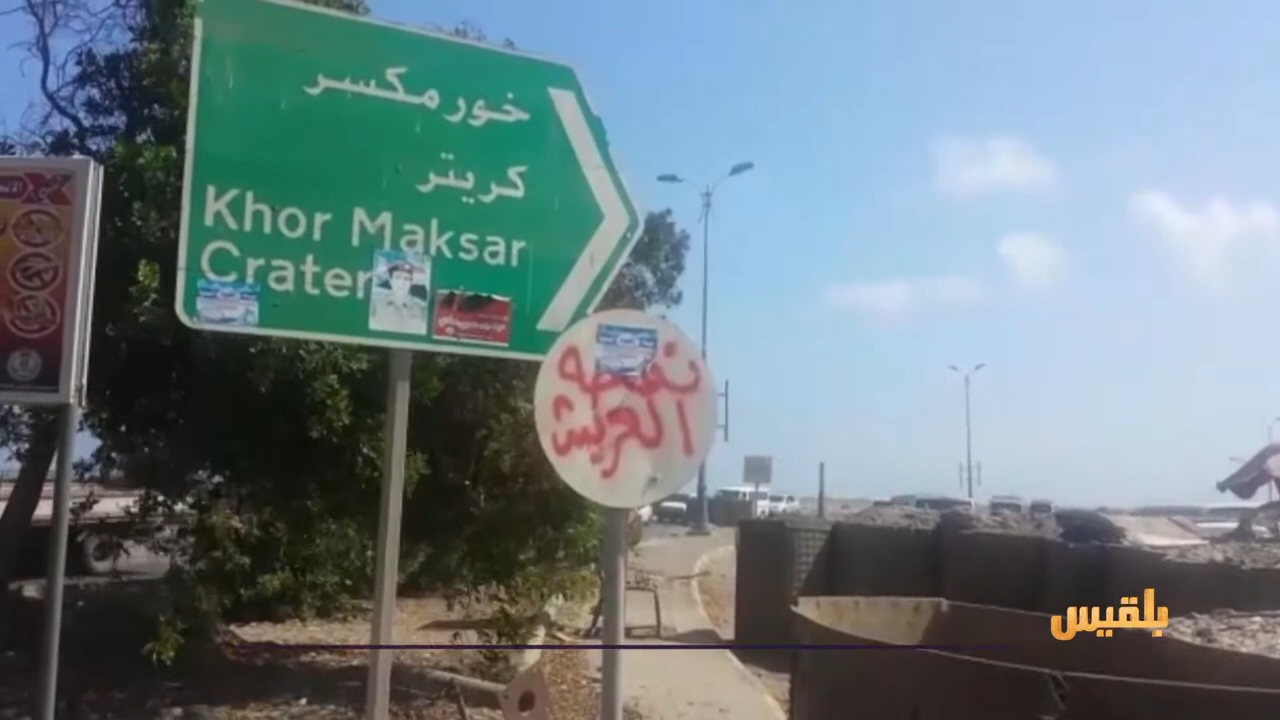 خور مكسر
كريتر
Khor Maksar
Crater
نقطة
العريش
بلقيس